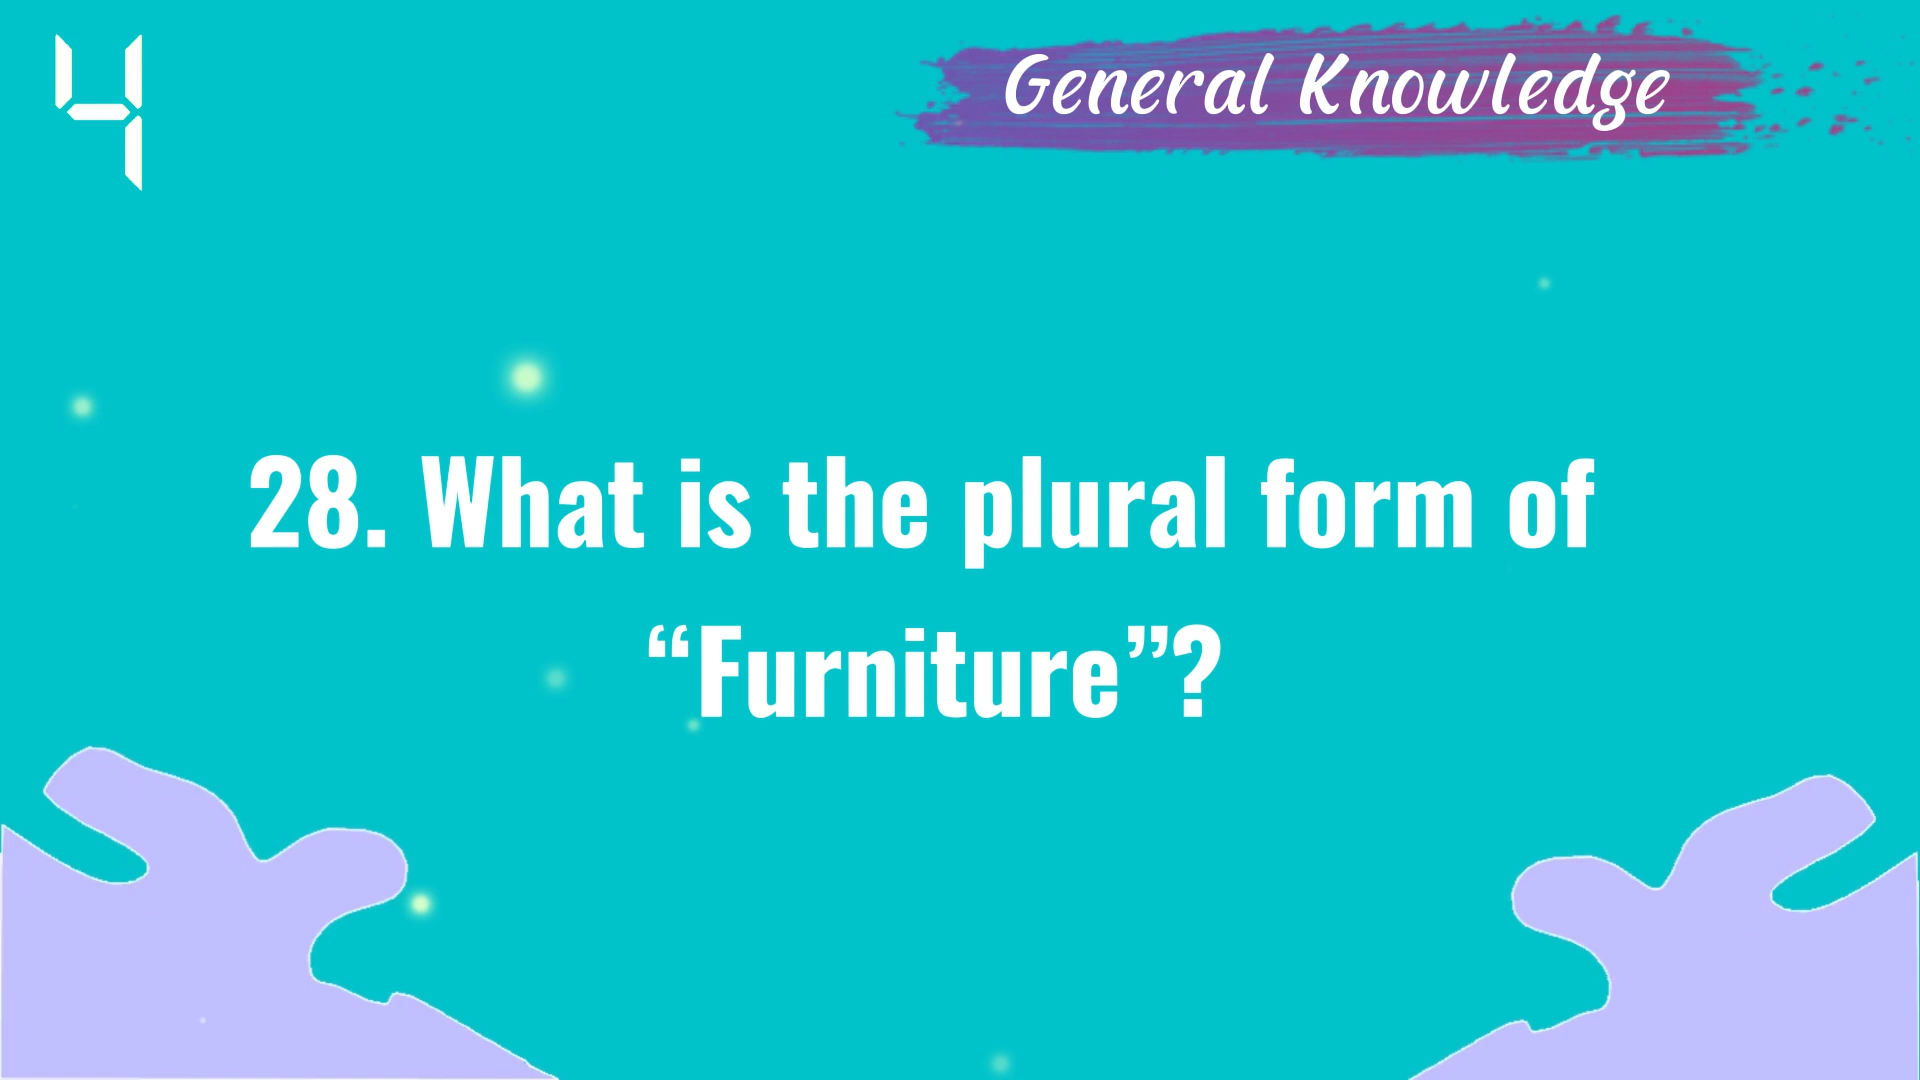 4
General Knowledge
28. What is the plural form of
“Furniture”?